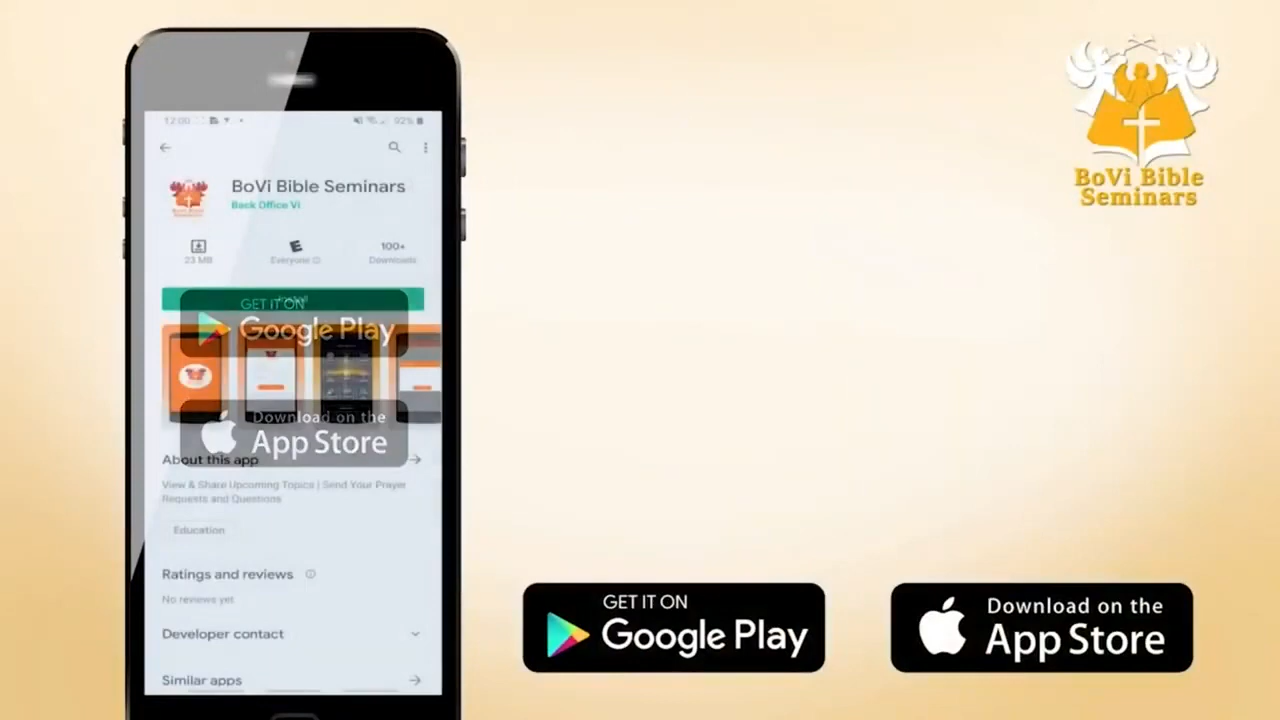 12:00
92%
BoVi Bible Seminars
Back Office VI
23 MB
Everyone
100+
Downloads
GET IT ON
Google Play
Download on the
App Store
About this app
View & Share Upcoming Topics | Send Your Prayer
Requests and Questions
Education
Ratings and reviews
No reviews yet
Developer contact
Similar apps
BoVi Bible
Seminars
GET IT ON
Google Play
Download on the
App Store